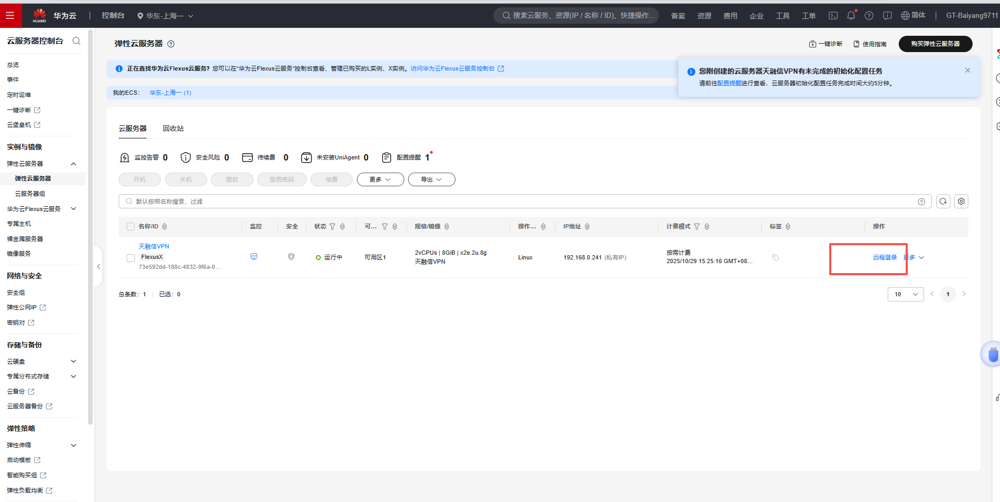 HUAWEI 华为云 控制台 华东-上海一 搜索云服务、资源(IP / 名称 / ID)、快捷操作... 备案 资源 费用 企业 工具 工单 简体 GT-Baiyang9711
云服务器控制台
总览
事件
定时运维
一键诊断
云堡垒机
实例与镜像
弹性云服务器
弹性云服务器
云服务器组
华为云Flexus云服务
专属主机
裸金属服务器
镜像服务
网络与安全
安全组
弹性公网IP
密钥对
存储与备份
云硬盘
专属分布式存储
云备份
云服务器备份
弹性策略
弹性伸缩
启动模板
智能购买组
弹性负载均衡
弹性云服务器 一键诊断 使用指南 购买弹性云服务器
正在查找华为云Flexus云服务? 您可以在“华为云Flexus云服务”控制台查看、管理已购买的L实例、X实例。访问华为云Flexus云服务控制台
您刚创建的云服务器天融信VPN有未完成的初始化配置任务
请前往配置提醒进行查看，云服务器初始化配置任务完成时间大约5分钟。
我的ECS： 华东-上海一 (1)
云服务器 回收站
监控告警 0 安全风险 0 待续费 0 未安装UniAgent 0 配置提醒 1
开机 关机 重启 重置密码 续费 更多 导出
默认按照名称搜索、过滤
名称/ID 监控 安全 状态 可... 规格/镜像 操作... IP地址 计费模式 标签 操作
天融信VPN
FlexusX
73e592dd-188c-4832-9f6a-0...
运行中 可用区1
2vCPUs | 8GiB | x2e.2u.8g
天融信VPN
Linux 192.168.0.241 (私有IP)
按需计费
2025/10/29 15:25:16 GMT+08...
远程登录 更多
总条数：1 已选：0 10 1